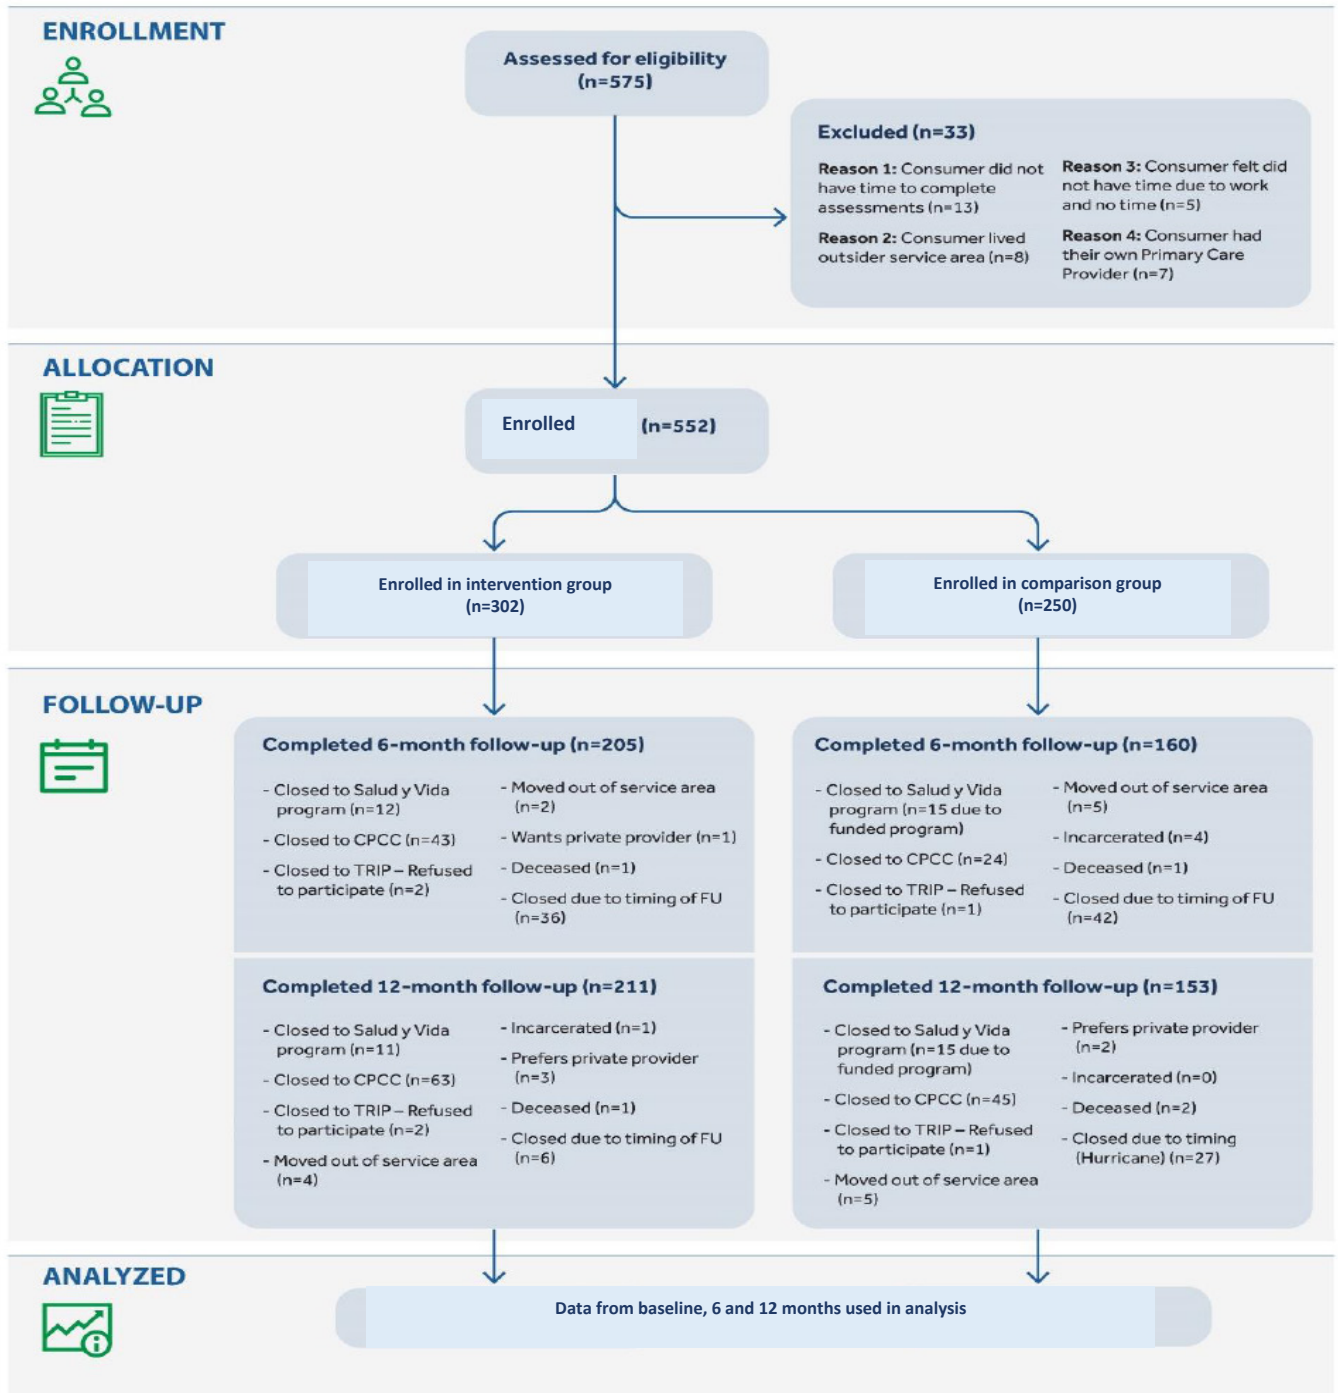 ENROLLMENT
Assessed for eligibility
(n=575)
Excluded (n=33)
Reason 1: Consumer did not
have time to complete
assessments (n=13)
Reason 2: Consumer lived
outsider service area (n=8)
Reason 3: Consumer felt did
not have time due to work
and no time (n=5)
Reason 4: Consumer had
their own Primary Care
Provider (n=7)
ALLOCATION
Enrolled (n=552)
Enrolled in intervention group
(n=302)
Enrolled in comparison group
(n=250)
FOLLOW-UP
Completed 6-month follow-up (n=205)
- Closed to Salud y Vida
program (n=12)
- Closed to CPCC (n=43)
- Closed to TRIP – Refused
to participate (n=2)
- Moved out of service area
(n=2)
- Wants private provider (n=1)
- Deceased (n=1)
- Closed due to timing of FU
(n=36)
Completed 6-month follow-up (n=160)
- Closed to Salud y Vida
program (n=15 due to
funded program)
- Closed to CPCC (n=24)
- Closed to TRIP – Refused
to participate (n=1)
- Moved out of service area
(n=5)
- Incarcerated (n=4)
- Deceased (n=1)
- Closed due to timing of FU
(n=42)
Completed 12-month follow-up (n=211)
- Closed to Salud y Vida
program (n=11)
- Closed to CPCC (n=63)
- Closed to TRIP – Refused
to participate (n=2)
- Moved out of service area
(n=4)
- Incarcerated (n=1)
- Prefers private provider
(n=3)
- Deceased (n=1)
- Closed due to timing of FU
(n=6)
Completed 12-month follow-up (n=153)
- Closed to Salud y Vida
program (n=15 due to
funded program)
- Closed to CPCC (n=45)
- Closed to TRIP – Refused
to participate (n=1)
- Moved out of service area
(n=5)
- Prefers private provider
(n=2)
- Incarcerated (n=0)
- Deceased (n=2)
- Closed due to timing
(Hurricane) (n=27)
ANALYZED
Data from baseline, 6 and 12 months used in analysis